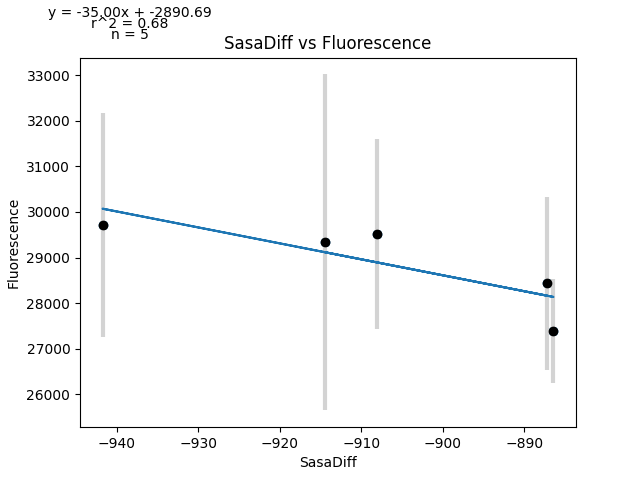 y = -35.00x + -2890.69
r^2 = 0.68
n = 5
SasaDiff vs Fluorescence
33000
32000
31000
30000
29000
28000
27000
26000
Fluorescence
−940
−930
−920
−910
−900
−890
SasaDiff